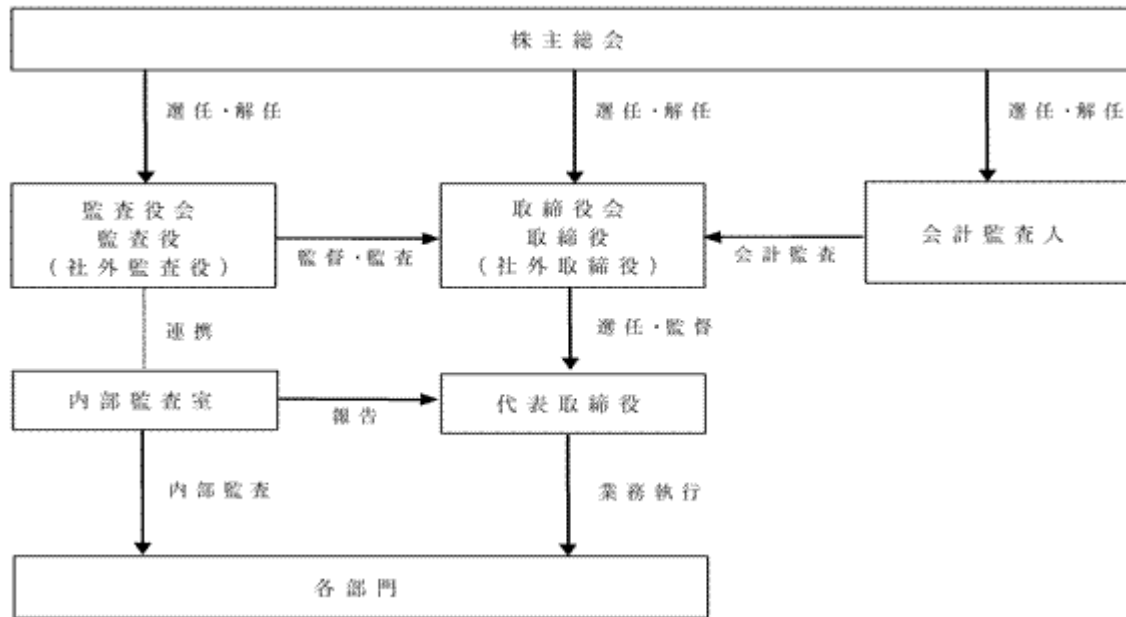 株主総会
選任・解任
選任・解任
選任・解任
監査役会
監査役
(社外監査役)
監督・監査
取締役会
取締役
(社外取締役)
会計監査
会計監査人
連携
選任・監督
内部監査室
報告
代表取締役
内部監査
業務執行
各部門